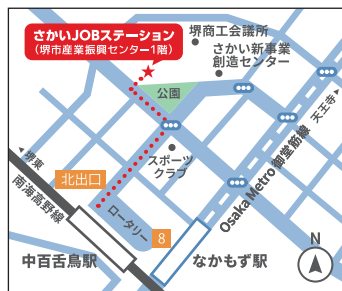 さかいJOBステーション
(堺市産業振興センター1階)
堺商工会議所
さかい新事業
創造センター
公園
天王寺
スポーツ
クラブ
Osaka Metro 御堂筋線
堺東
南海高野線
北出口
ロータリー
8
中百舌鳥駅
なかもず駅
N